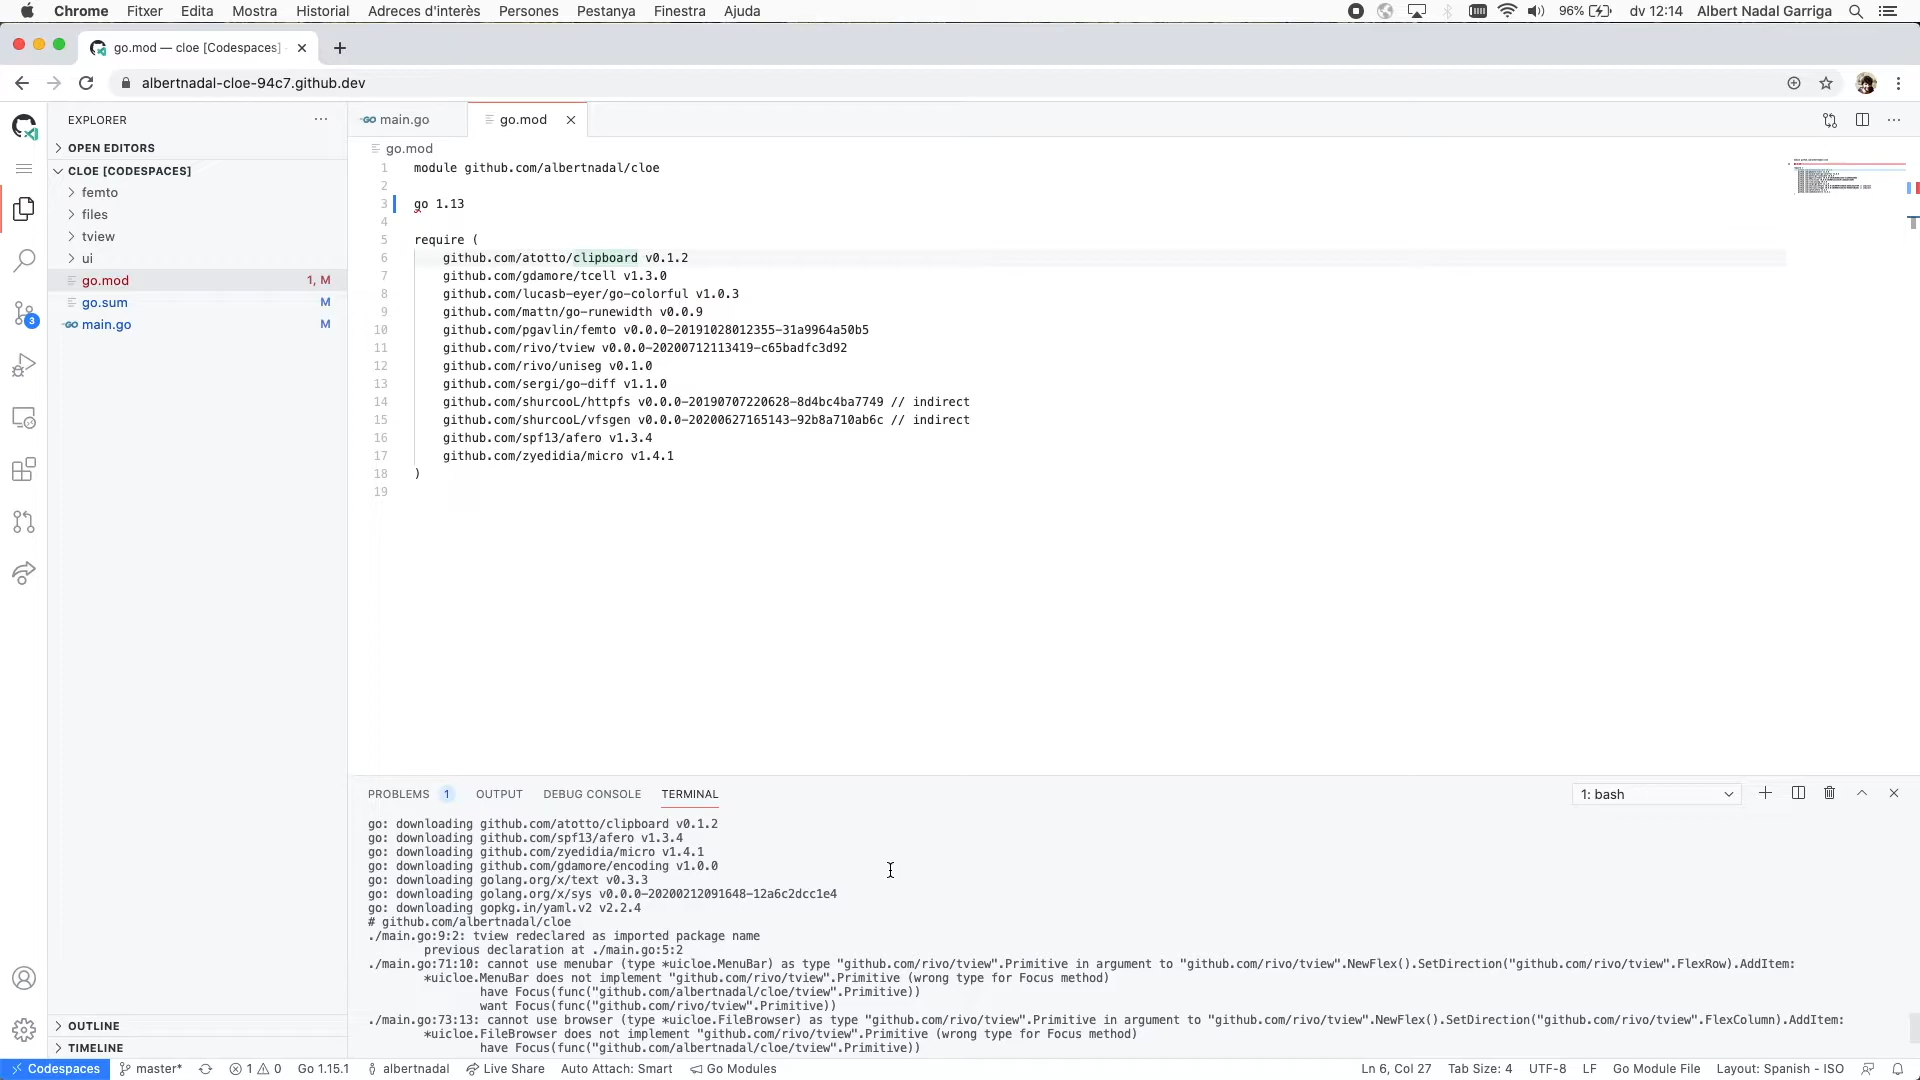 Chrome Fitxer Edita Mostra Historial Adreces d'interès Persones Pestanya Finestra Ajuda 96% dv 12:14 Albert Nadal Garriga
go.mod — cloe [Codespaces]
albertnadal-cloe-94c7.github.dev
EXPLORER
OPEN EDITORS
CLOE [CODESPACES]
femto
files
tview
ui
go.mod 1, M
go.sum M
main.go M
3
OUTLINE
TIMELINE
main.go go.mod
go.mod
1 module github.com/albertnadal/cloe
2
3 go 1.13
4
5 require (
6 github.com/atotto/clipboard v0.1.2
7 github.com/gdamore/tcell v1.3.0
8 github.com/lucasb-eyer/go-colorful v1.0.3
9 github.com/mattn/go-runewidth v0.0.9
10 github.com/pgavlin/femto v0.0.0-20191028012355-31a9964a50b5
11 github.com/rivo/tview v0.0.0-20200712113419-c65badfc3d92
12 github.com/rivo/uniseg v0.1.0
13 github.com/sergi/go-diff v1.1.0
14 github.com/shurcooL/httpfs v0.0.0-20190707220628-8d4bc4ba7749 // indirect
15 github.com/shurcooL/vfsgen v0.0.0-20200627165143-92b8a710ab6c // indirect
16 github.com/spf13/afero v1.3.4
17 github.com/zyedidia/micro v1.4.1
18 )
19
PROBLEMS 1 OUTPUT DEBUG CONSOLE TERMINAL 1: bash
go: downloading github.com/atotto/clipboard v0.1.2
go: downloading github.com/spf13/afero v1.3.4
go: downloading github.com/zyedidia/micro v1.4.1
go: downloading github.com/gdamore/encoding v1.0.0
go: downloading golang.org/x/text v0.3.3
go: downloading golang.org/x/sys v0.0.0-20200212091648-12a6c2dcc1e4
go: downloading gopkg.in/yaml.v2 v2.2.4
# github.com/albertnadal/cloe
./main.go:9:2: tview redeclared as imported package name
previous declaration at ./main.go:5:2
./main.go:71:10: cannot use menubar (type *uicloe.MenuBar) as type "github.com/rivo/tview".Primitive in argument to "github.com/rivo/tview".NewFlex().SetDirection("github.com/rivo/tview".FlexRow).AddItem:
*uicloe.MenuBar does not implement "github.com/rivo/tview".Primitive (wrong type for Focus method)
have Focus(func("github.com/albertnadal/cloe/tview".Primitive))
want Focus(func("github.com/rivo/tview".Primitive))
./main.go:73:13: cannot use browser (type *uicloe.FileBrowser) as type "github.com/rivo/tview".Primitive in argument to "github.com/rivo/tview".NewFlex().SetDirection("github.com/rivo/tview".FlexColumn).AddItem:
*uicloe.FileBrowser does not implement "github.com/rivo/tview".Primitive (wrong type for Focus method)
have Focus(func("github.com/albertnadal/cloe/tview".Primitive))
Codespaces master* 1 0 Go 1.15.1 albertnadal Live Share Auto Attach: Smart Go Modules Ln 6, Col 27 Tab Size: 4 UTF-8 LF Go Module File Layout: Spanish - ISO